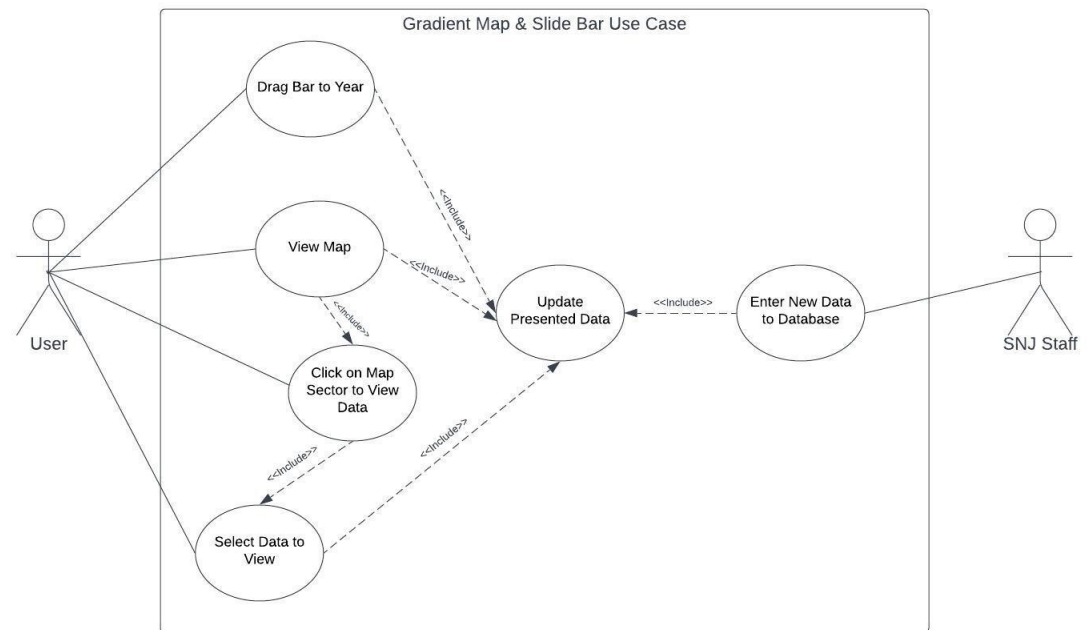 Gradient Map & Slide Bar Use Case
Drag Bar to Year
<<Include>>
View Map
<<Include>>
<<Include>>
Update
Presented Data
<<Include>>
Enter New Data
to Database
User
SNJ Staff
Click on Map
Sector to View
Data
<<Include>>
<<Include>>
Select Data to
View